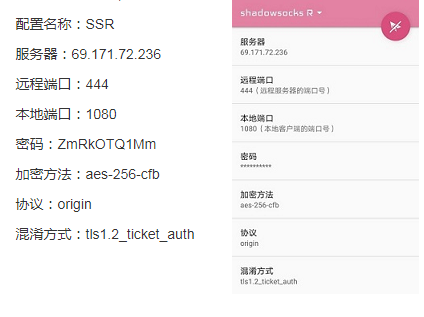 配置名称：SSR
服务器：69.171.72.236
远程端口：444
本地端口：1080
密码：ZmRkOTQ1Mm
加密方法：aes-256-cfb
协议：origin
混淆方式：tls1.2_ticket_auth
shadowsocks R
服务器
69.171.72.236
远程端口
444（远程服务器的端口号）
本地端口
1080（本地客户端的端口号）
密码
**********
加密方法
aes-256-cfb
协议
origin
混淆方式
tls1.2_ticket_auth